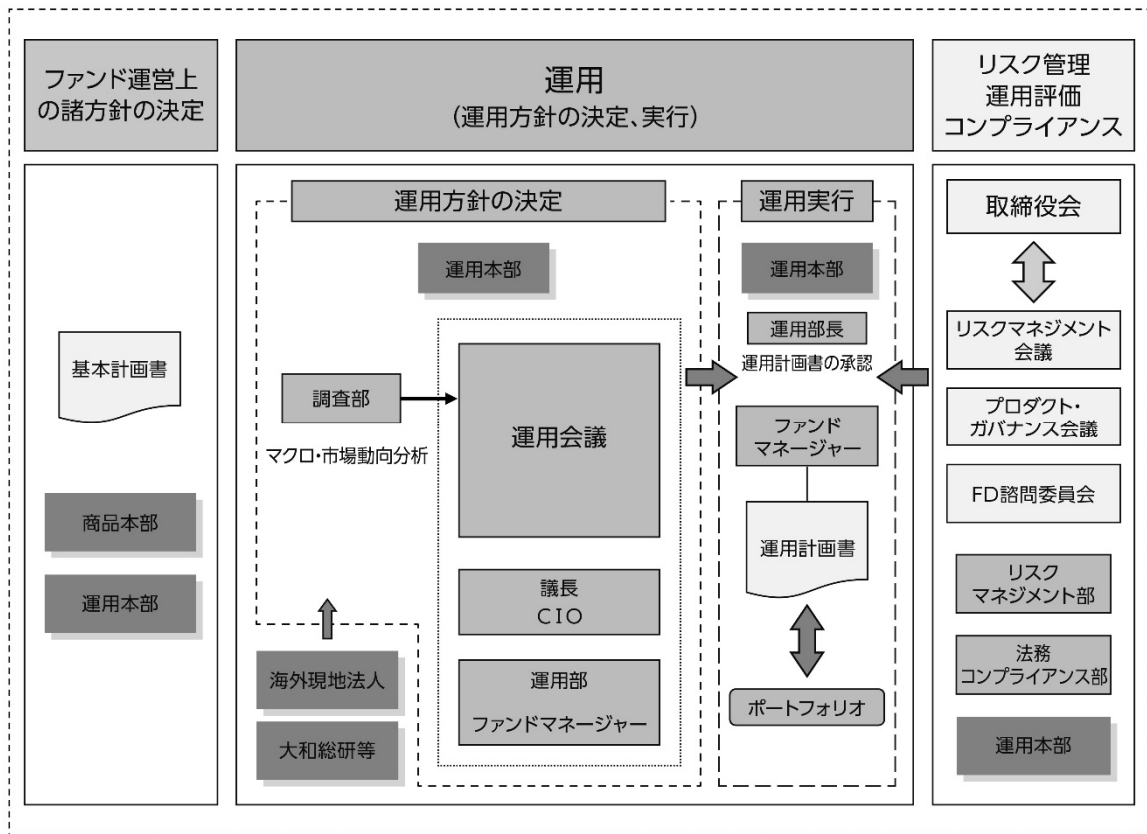 ファンド運営上
の諸方針の決定
運用
(運用方針の決定、実行)
リスク管理
運用評価
コンプライアンス
基本計画書
商品本部
運用本部
運用方針の決定
運用本部
調査部
マクロ・市場動向分析
運用会議
議長
CIO
運用部
ファンドマネージャー
海外現地法人
大和総研等
運用実行
運用本部
運用部長
運用計画書の承認
ファンド
マネージャー
運用計画書
ポートフォリオ
取締役会
リスクマネジメント
会議
プロダクト・
ガバナンス会議
FD諮問委員会
リスク
マネジメント部
法務
コンプライアンス部
運用本部